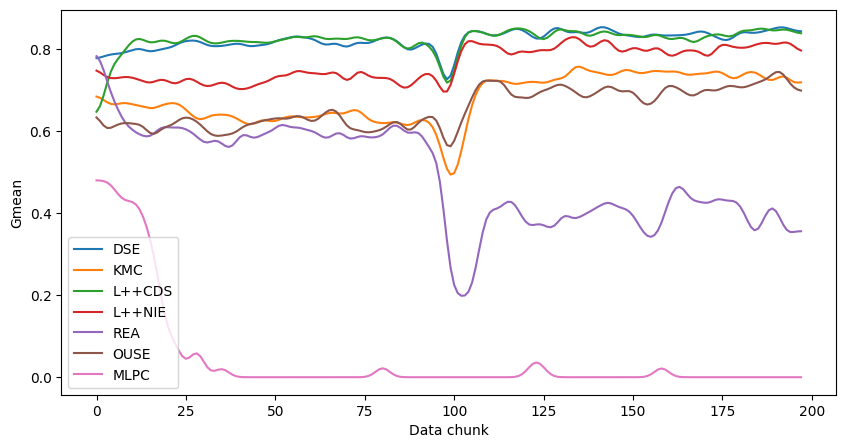 Gmean
0.8
0.6
0.4
0.2
0.0
DSE
KMC
L++CDS
L++NIE
REA
OUSE
MLPC
0 25 50 75 100 125 150 175 200
Data chunk